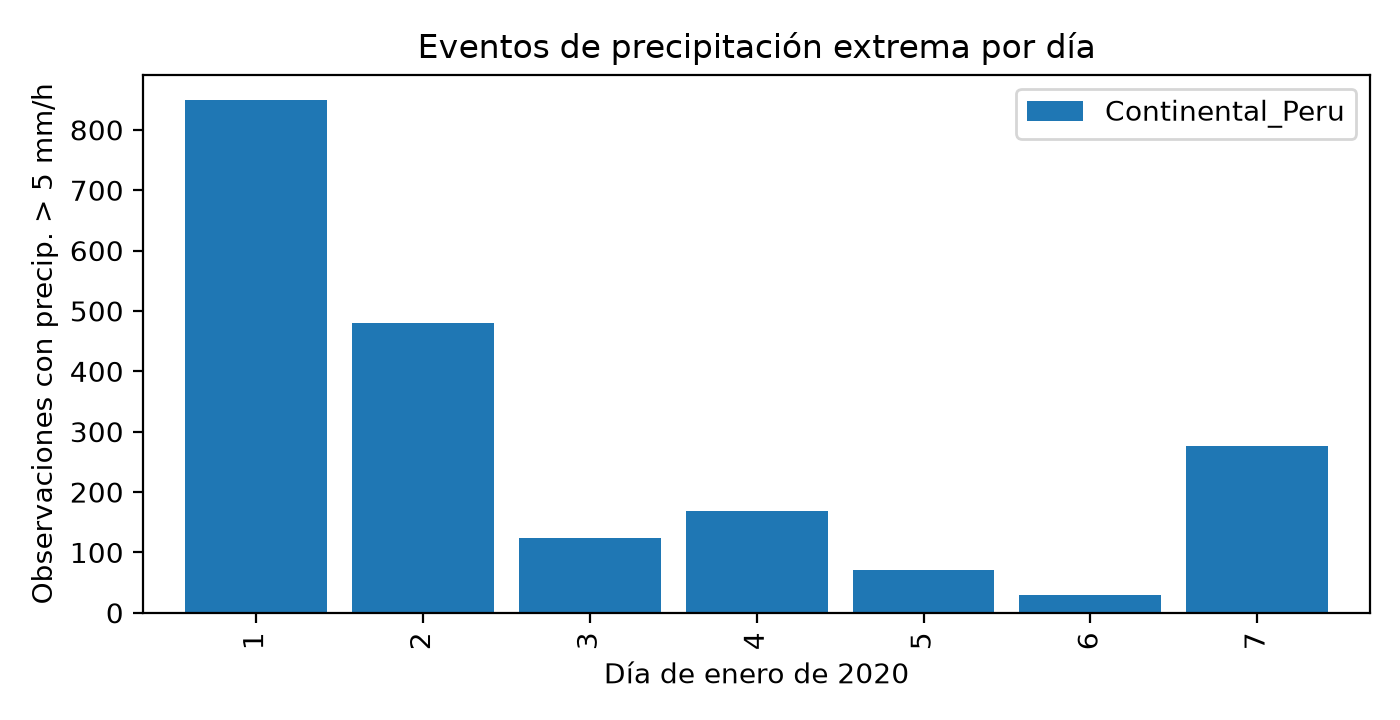 Eventos de precipitación extrema por día
Continental_Peru
Observaciones con precip. > 5 mm/h
800
700
600
500
400
300
200
100
0
1 2 3 4 5 6 7
Día de enero de 2020